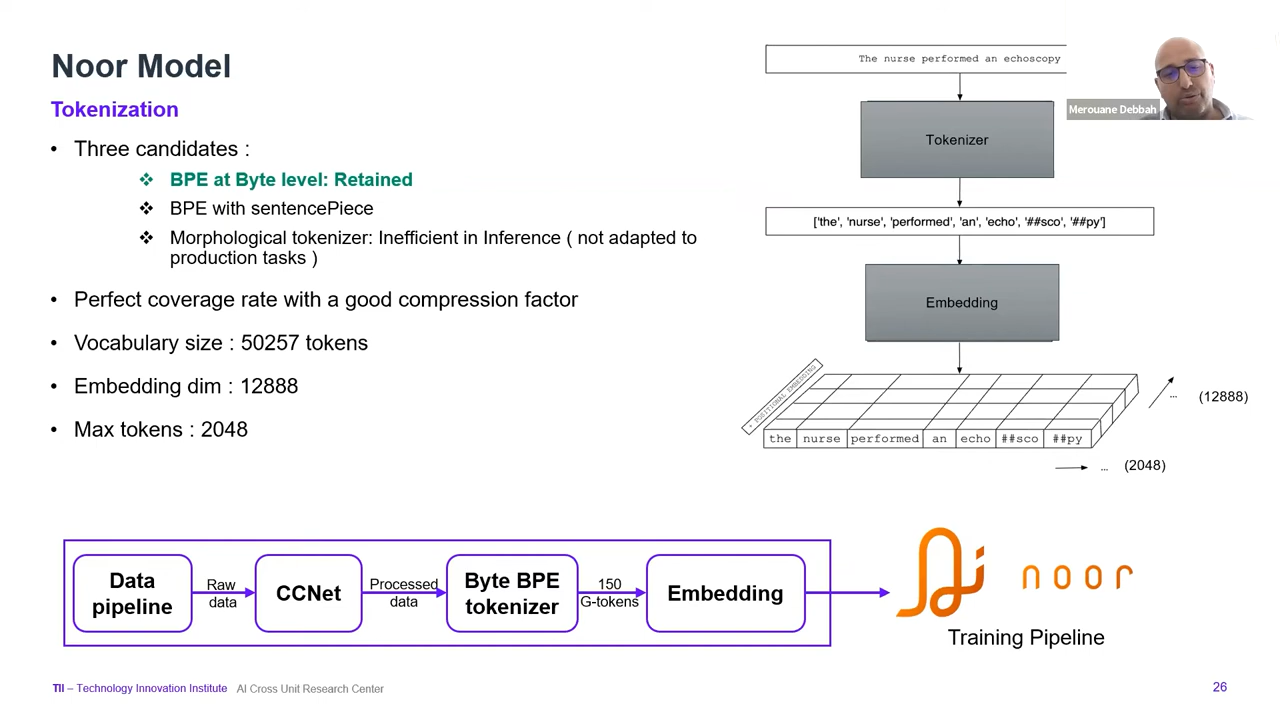 Noor Model
Tokenization
• Three candidates :
❖ BPE at Byte level: Retained
❖ BPE with sentencePiece
❖ Morphological tokenizer: Inefficient in Inference ( not adapted to
production tasks )
• Perfect coverage rate with a good compression factor
• Vocabulary size : 50257 tokens
• Embedding dim : 12888
• Max tokens : 2048
The nurse performed an echoscopy
Merouane Debbah
Tokenizer
['the', 'nurse', 'performed', 'an', 'echo', '##sco', '##py']
Embedding
+ POSITIONAL EMBEDDING
... (12888)
the nurse performed an echo ##sco ##py
... (2048)
Data
pipeline
Raw
data
CCNet
Processed
data
Byte BPE
tokenizer
150
G-tokens
Embedding
noor
Training Pipeline
TII – Technology Innovation Institute AI Cross Unit Research Center
26